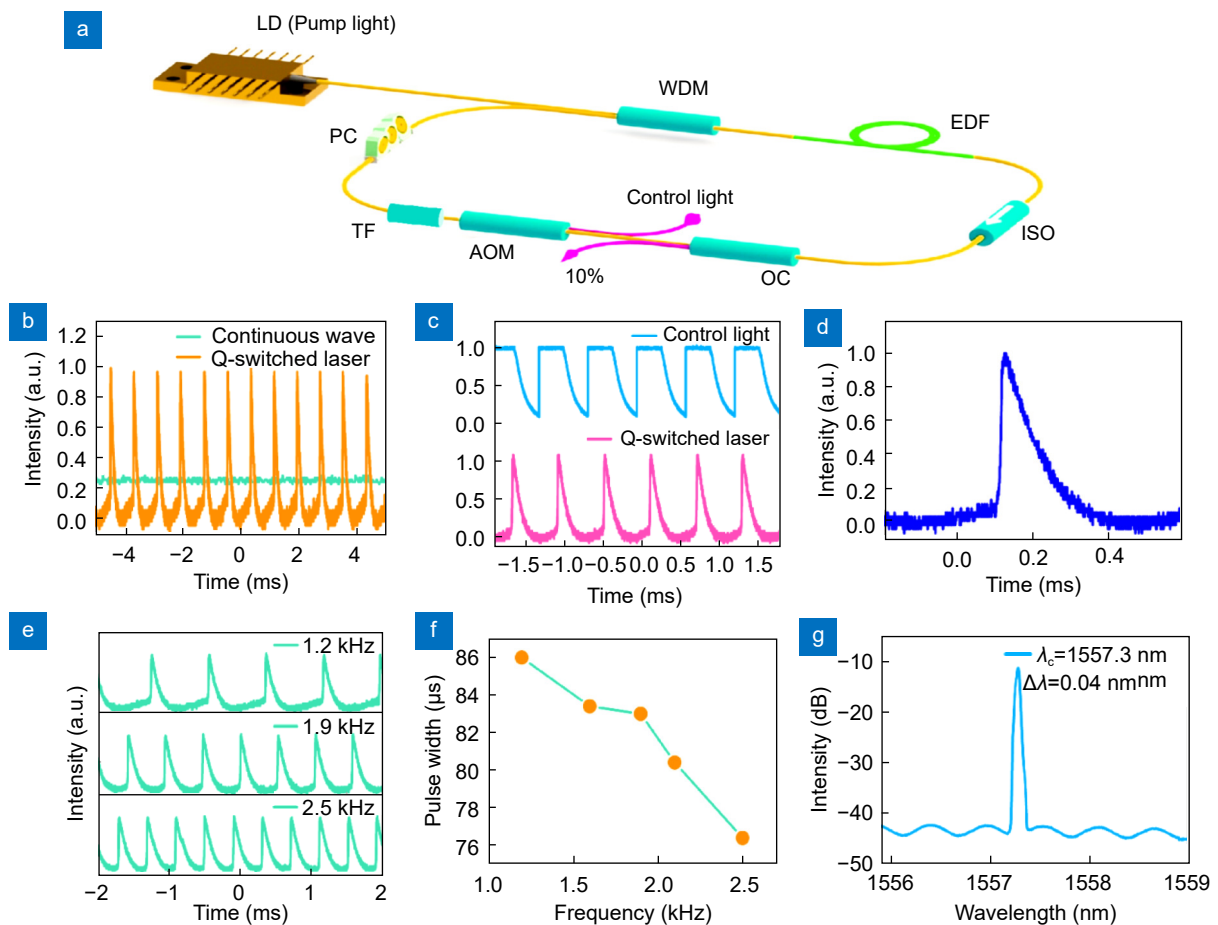 a
LD (Pump light)
WDM
EDF
PC
Control light
TF
AOM
10%
OC
ISO
b
Intensity (a.u.)
1.2
1.0
0.8
0.6
0.4
0.2
0.0
Continuous wave
Q-switched laser
−4 −2 0 2 4
Time (ms)
c
Intensity (a.u.)
Control light
1.0
0.5
0.0
Q-switched laser
1.0
0.5
0.0
−1.5 −1.0 −0.5 0.0 0.5 1.0 1.5
Time (ms)
d
Intensity (a.u.)
1.0
0.8
0.6
0.4
0.2
0.0
0.0 0.2 0.4
Time (ms)
e
Intensity (a.u.)
1.2 kHz
1.9 kHz
2.5 kHz
−2 −1 0 1 2
Time (ms)
f
Pulse width (μs)
86
84
82
80
78
76
1.0 1.5 2.0 2.5
Frequency (kHz)
g
Intensity (dB)
−10
−20
−30
−40
−50
λc=1557.3 nm
Δλ=0.04 nmnm
1556 1557 1558 1559
Wavelength (nm)